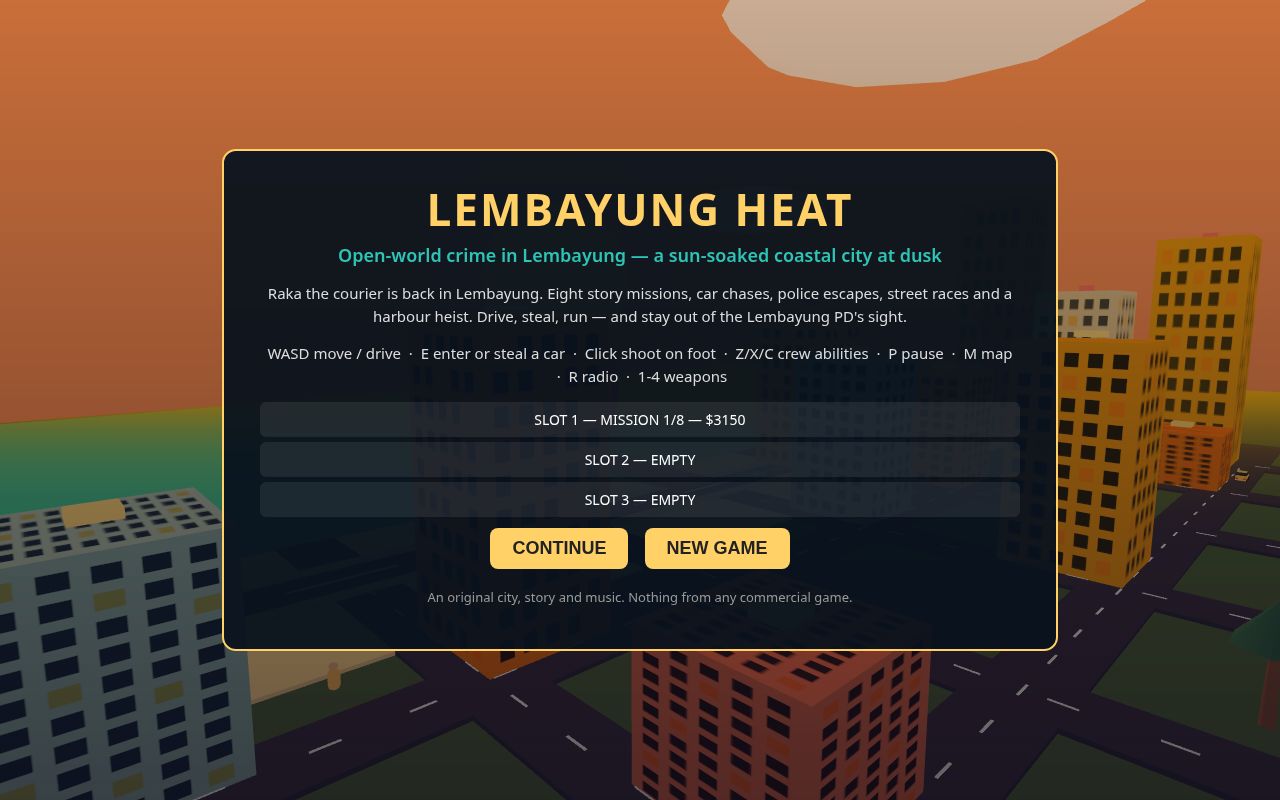 LEMBAYUNG HEAT
Open-world crime in Lembayung — a sun-soaked coastal city at dusk
Raka the courier is back in Lembayung. Eight story missions, car chases, police escapes, street races and a
harbour heist. Drive, steal, run — and stay out of the Lembayung PD's sight.
WASD move / drive · E enter or steal a car · Click shoot on foot · Z/X/C crew abilities · P pause · M map
· R radio · 1-4 weapons
SLOT 1 — MISSION 1/8 — $3150
SLOT 2 — EMPTY
SLOT 3 — EMPTY
CONTINUE NEW GAME
An original city, story and music. Nothing from any commercial game.